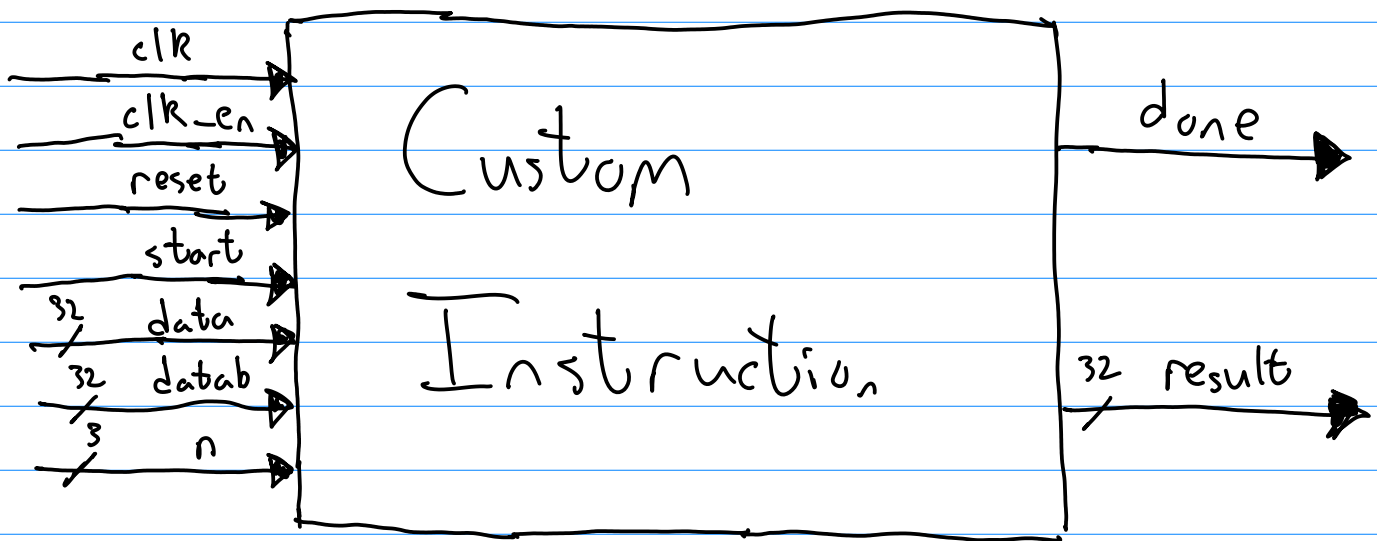 clk
clk_en
reset
start
32 data
32 datab
3 n
Custom
Instruction
done
32 result